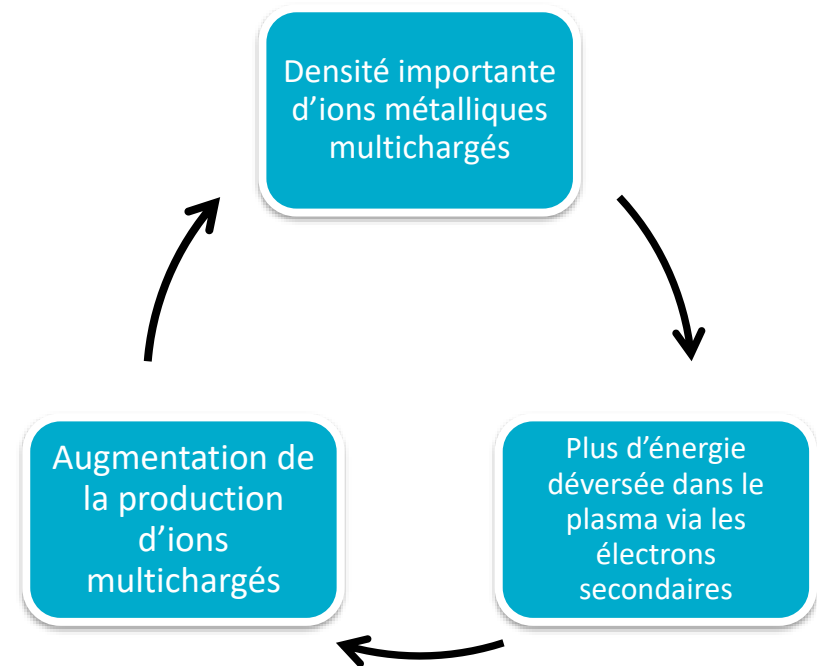 Densité importante
d’ions métalliques
multichargés
Plus d’énergie
déversée dans le
plasma via les
électrons
secondaires
Augmentation de
la production
d’ions
multichargés